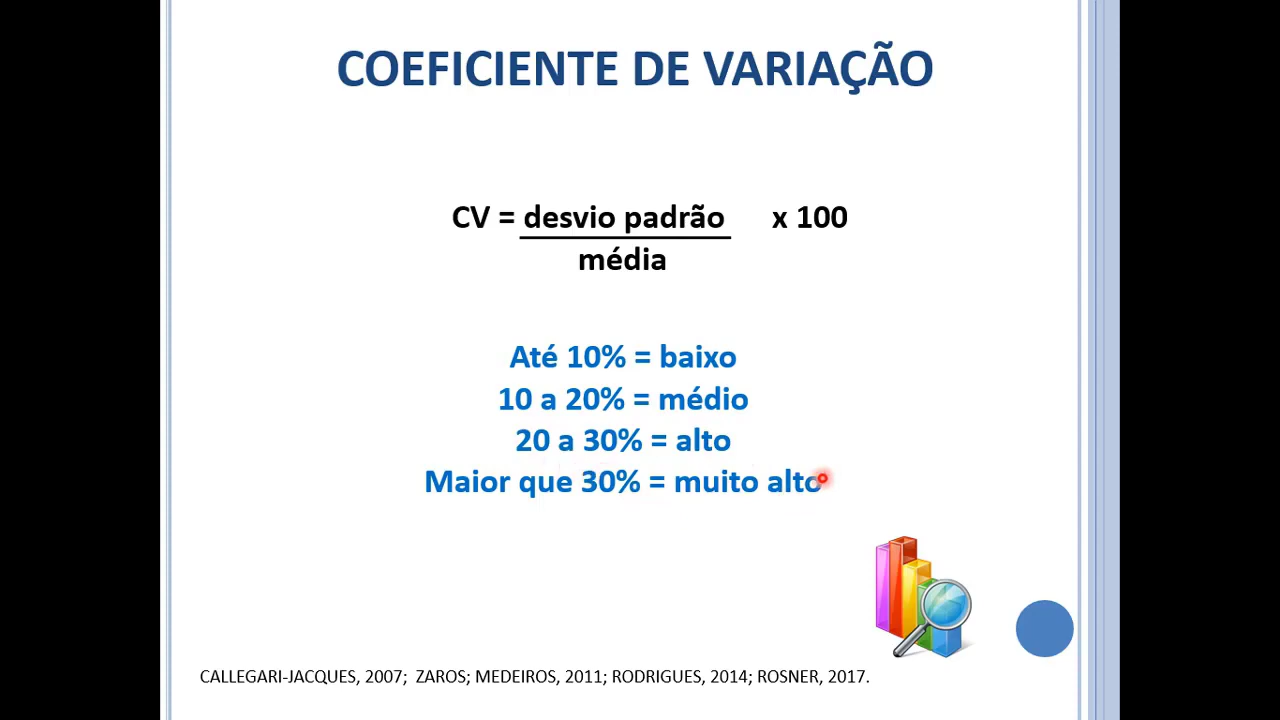 COEFICIENTE DE VARIAÇÃO
CV = desvio padrão x 100
média
Até 10% = baixo
10 a 20% = médio
20 a 30% = alto
Maior que 30% = muito alto
CALLEGARI-JACQUES, 2007; ZAROS; MEDEIROS, 2011; RODRIGUES, 2014; ROSNER, 2017.